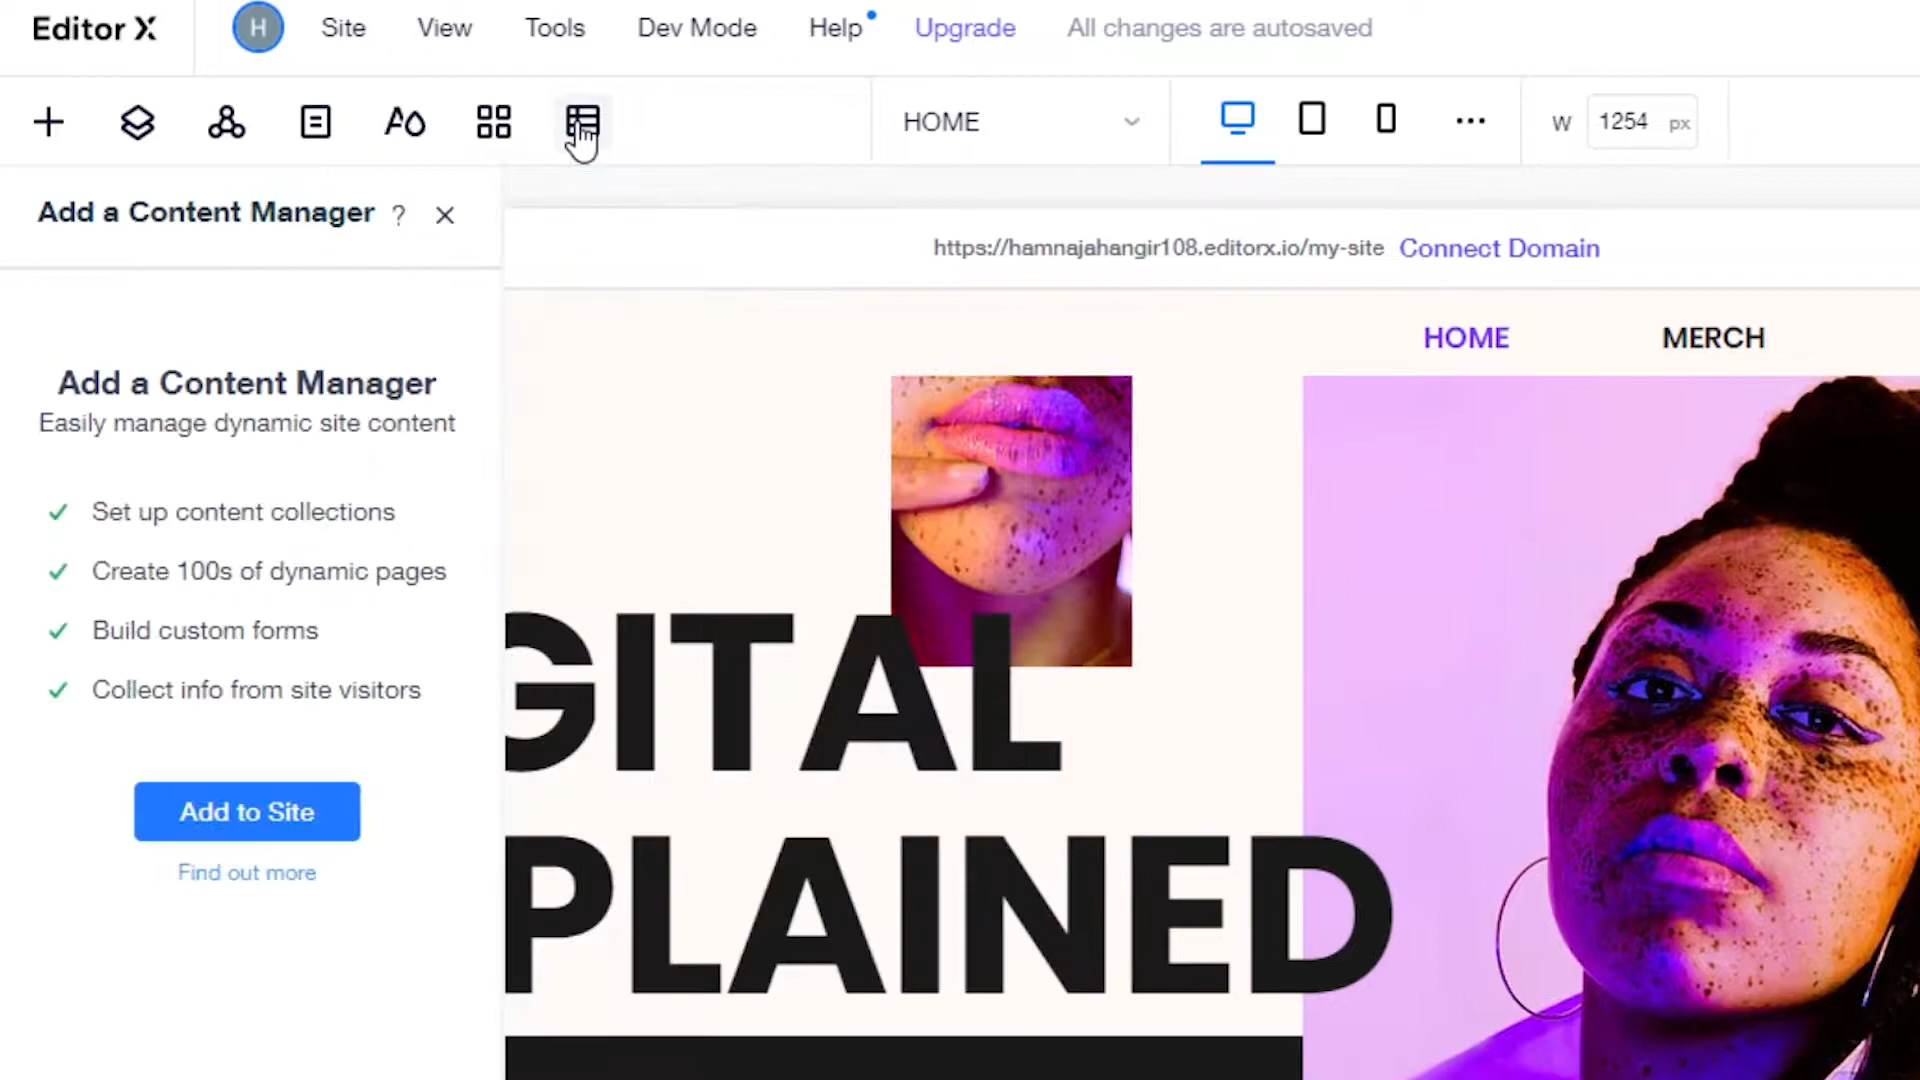 Editor X
H
Site
View
Tools
Dev Mode
Help
Upgrade
All changes are autosaved
HOME
W
1254
px
Add a Content Manager
?
https://hamnajahangir108.editorx.io/my-site Connect Domain
HOME
MERCH
Add a Content Manager
Easily manage dynamic site content
Set up content collections
Create 100s of dynamic pages
Build custom forms
Collect info from site visitors
Add to Site
Find out more
GITAL
PLAINED